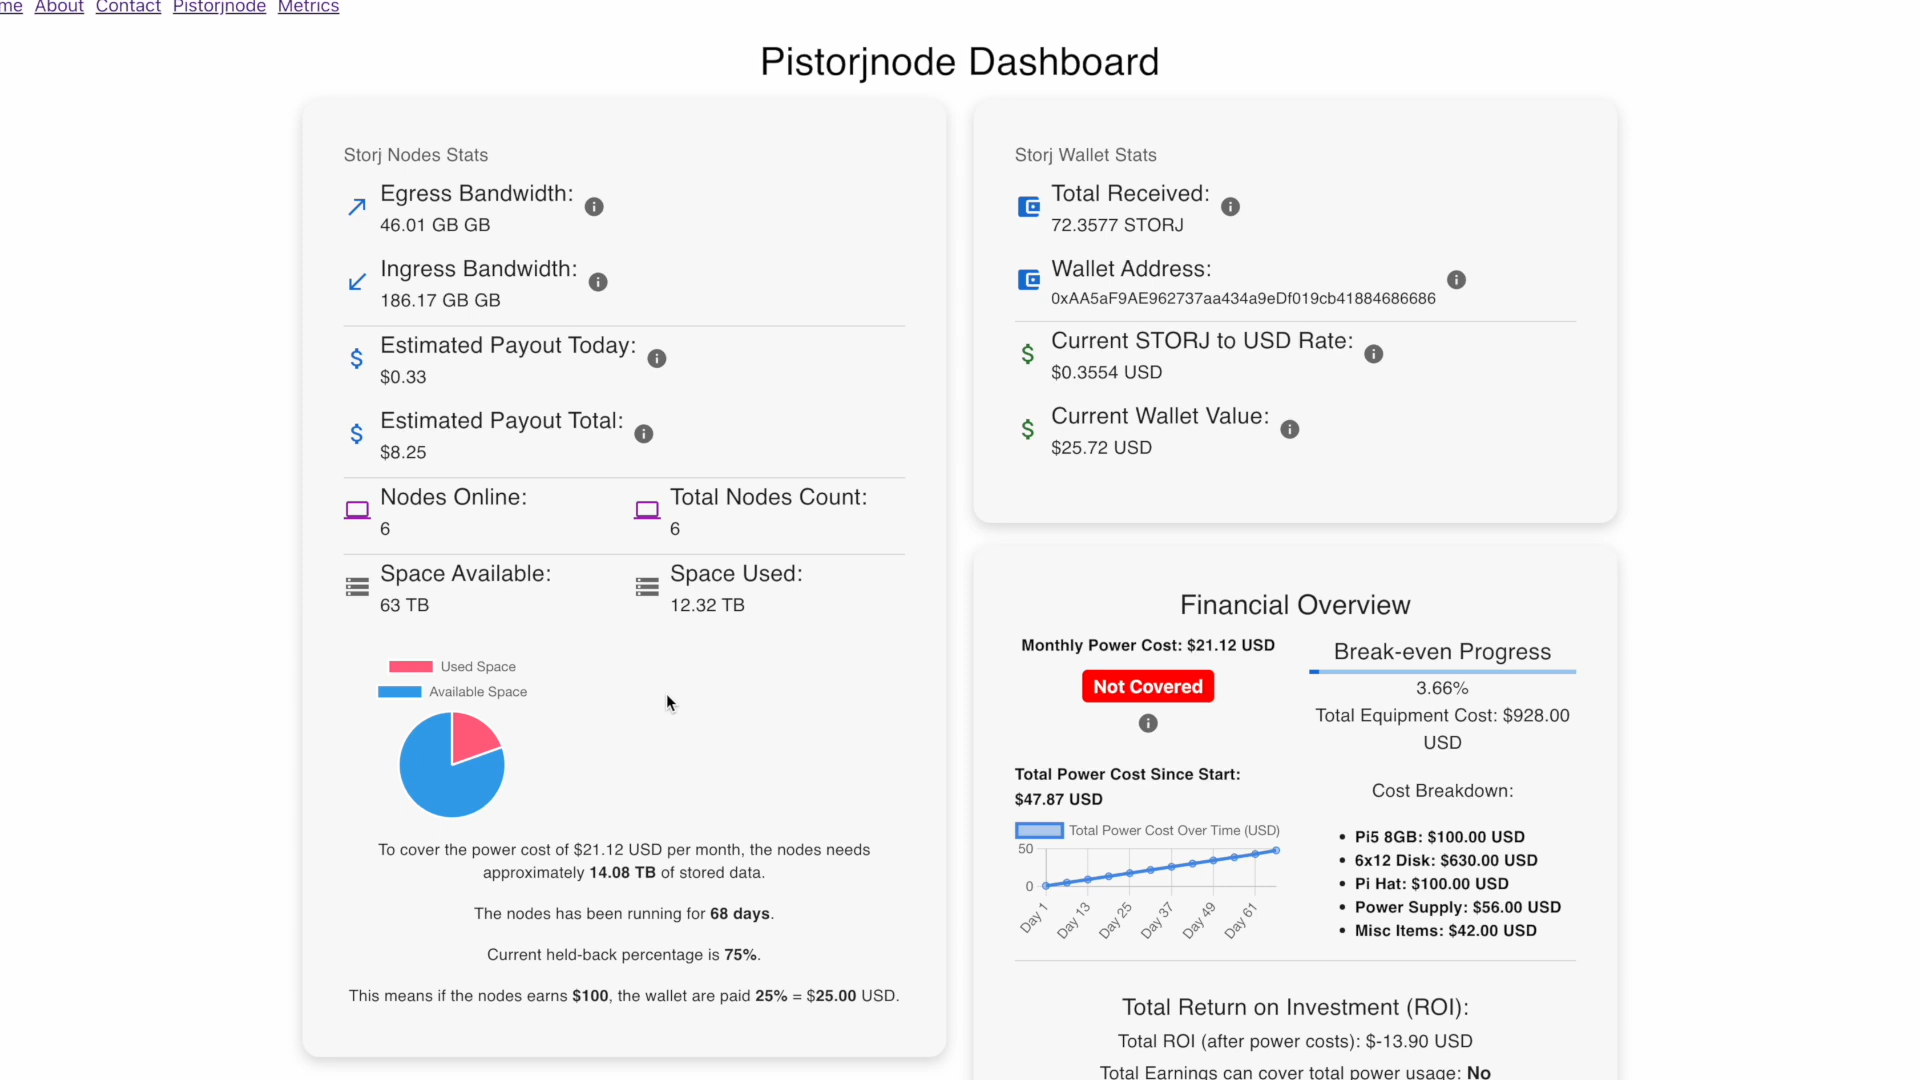 me About Contact Pistorjnode Metrics
Pistorjnode Dashboard
Storj Nodes Stats
Egress Bandwidth:
46.01 GB GB
Ingress Bandwidth:
186.17 GB GB
Estimated Payout Today:
$0.33
Estimated Payout Total:
$8.25
Nodes Online:
6
Total Nodes Count:
6
Space Available:
63 TB
Space Used:
12.32 TB
Used Space
Available Space
To cover the power cost of $21.12 USD per month, the nodes needs
approximately 14.08 TB of stored data.
The nodes has been running for 68 days.
Current held-back percentage is 75%.
This means if the nodes earns $100, the wallet are paid 25% = $25.00 USD.
Storj Wallet Stats
Total Received:
72.3577 STORJ
Wallet Address:
0xAA5aF9AE962737aa434a9eDf019cb41884686686
Current STORJ to USD Rate:
$0.3554 USD
Current Wallet Value:
$25.72 USD
Financial Overview
Monthly Power Cost: $21.12 USD
Not Covered
Total Power Cost Since Start:
$47.87 USD
Total Power Cost Over Time (USD)
50
0
Day 1
Day 13
Day 25
Day 37
Day 49
Day 61
Break-even Progress
3.66%
Total Equipment Cost: $928.00
USD
Cost Breakdown:
• Pi5 8GB: $100.00 USD
• 6x12 Disk: $630.00 USD
• Pi Hat: $100.00 USD
• Power Supply: $56.00 USD
• Misc Items: $42.00 USD
Total Return on Investment (ROI):
Total ROI (after power costs): $-13.90 USD
Total Earnings can cover total power usage: No